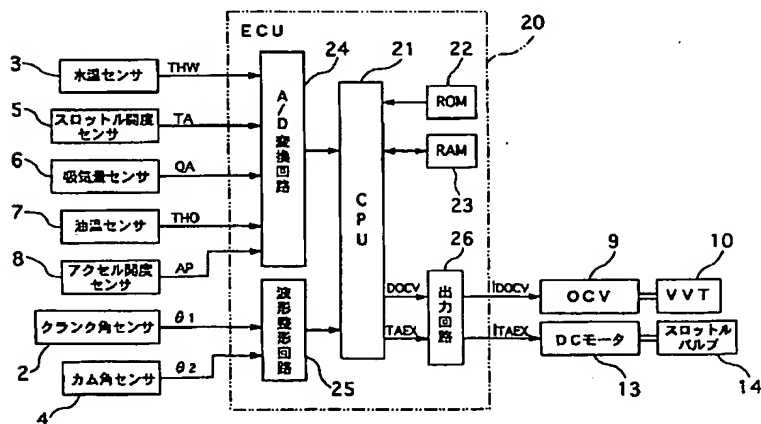 ECU
20
3
水温センサ
THW
5
スロットル開度
センサ
TA
6
吸気量センサ
QA
7
油温センサ
THO
8
アクセル開度
センサ
AP
クランク角センサ
θ1
2
カム角センサ
θ2
4
24
A/D変換回路
波形整形回路
25
21
CPU
22
ROM
RAM
23
26
出力回路
DOCV
TAEX
IDOCV
ITAEX
9
OCV
10
VVT
DCモータ
13
スロットル
バルブ
14